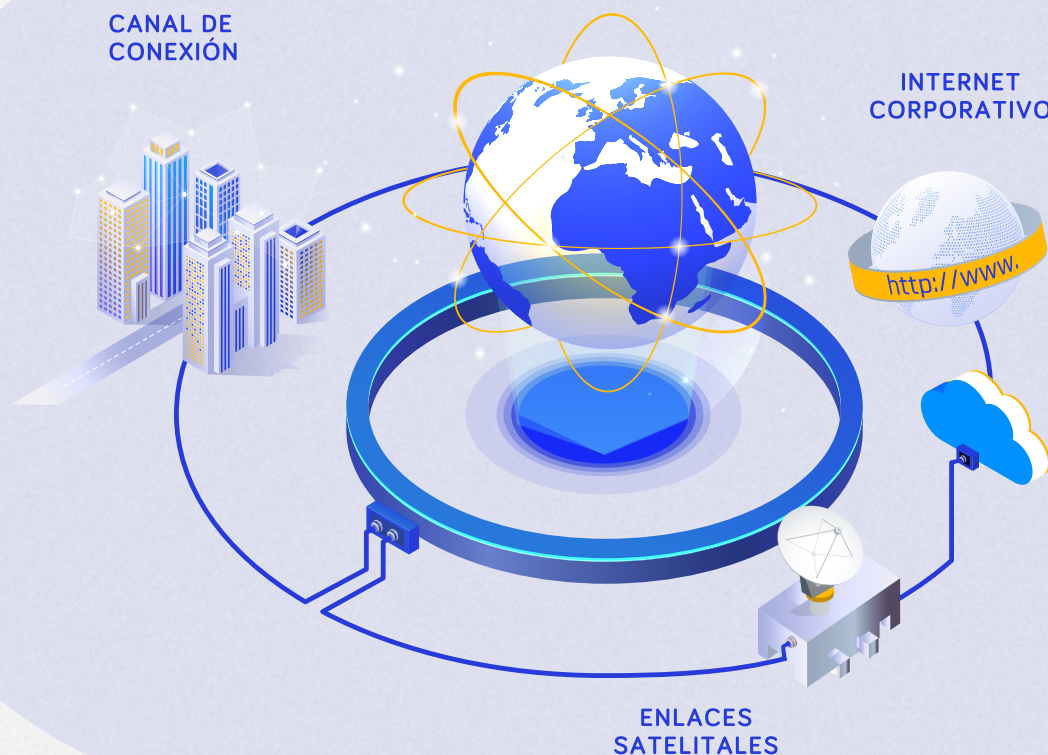 CANAL DE
CONEXIÓN
INTERNET
CORPORATIVO
http://www.
ENLACES
SATELITALES